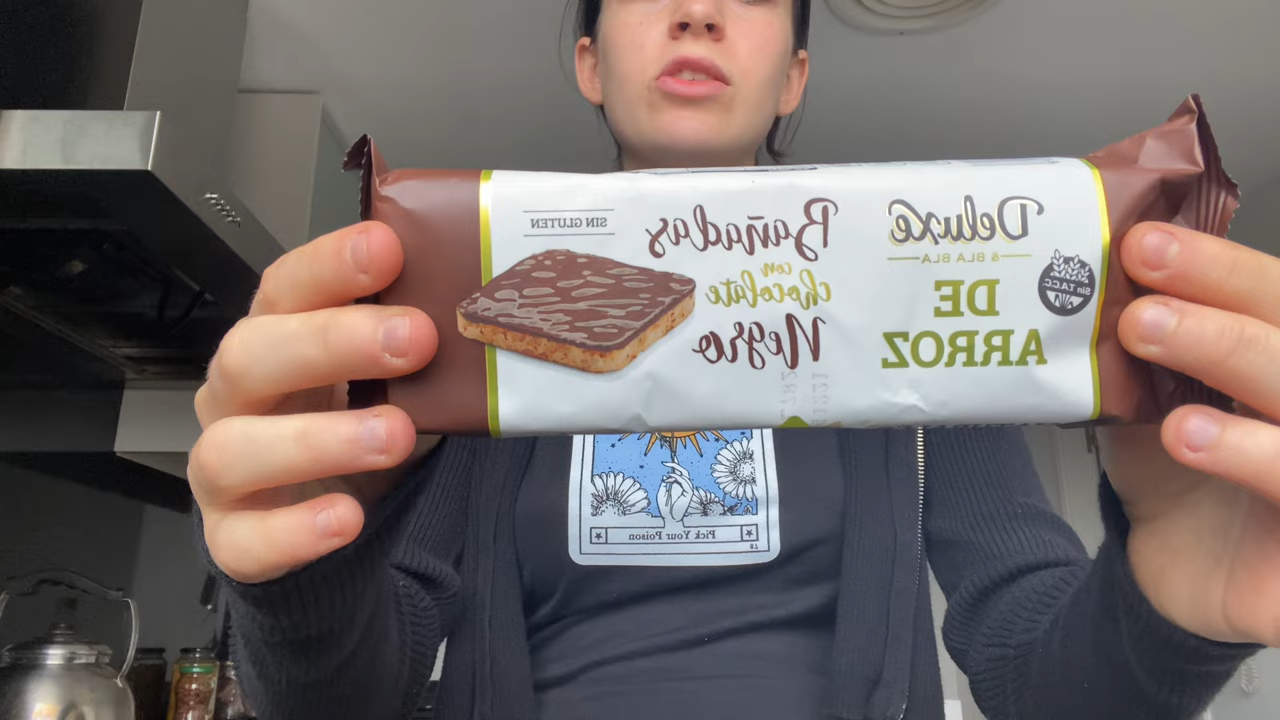 Deluxe
& BLA BLA
DE
ARROZ
Sin T.A.C.C.
Bañadas
con
chocolate
Negro
SIN GLUTEN
Pick Your Poison